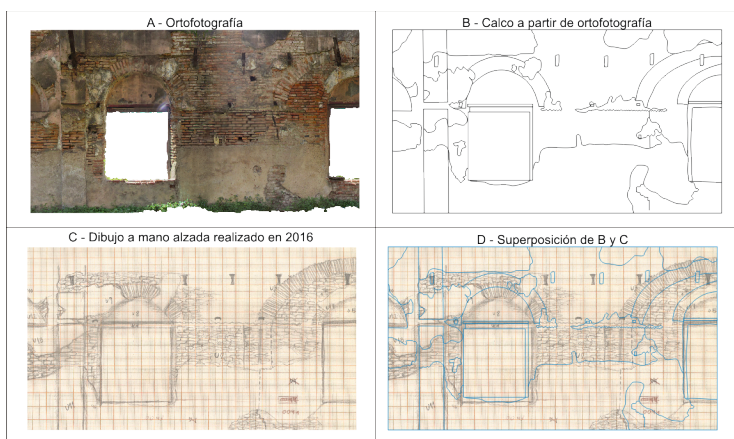 A - Ortofotografía
B - Calco a partir de ortofotografía
C - Dibujo a mano alzada realizado en 2016
D - Superposición de B y C